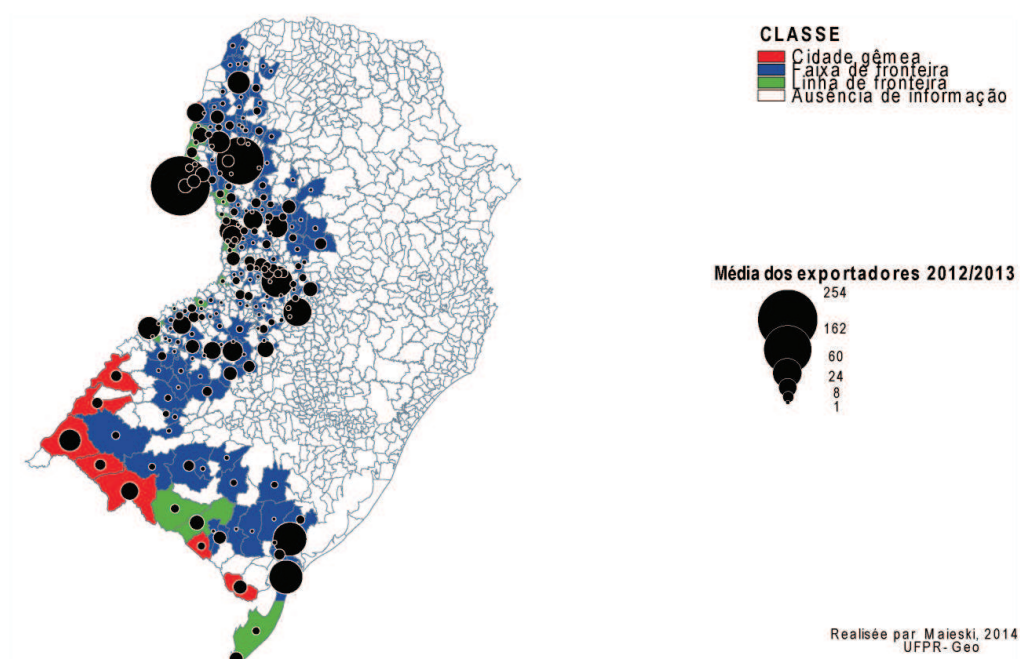 CLASSE
Cidade gêmea
Faixa de fronteira
Linha de fronteira
Ausência de informação
Média dos exportadores 2012/2013
254
162
60
24
8
1
Realisée par Maieski, 2014
UFPR- Geo